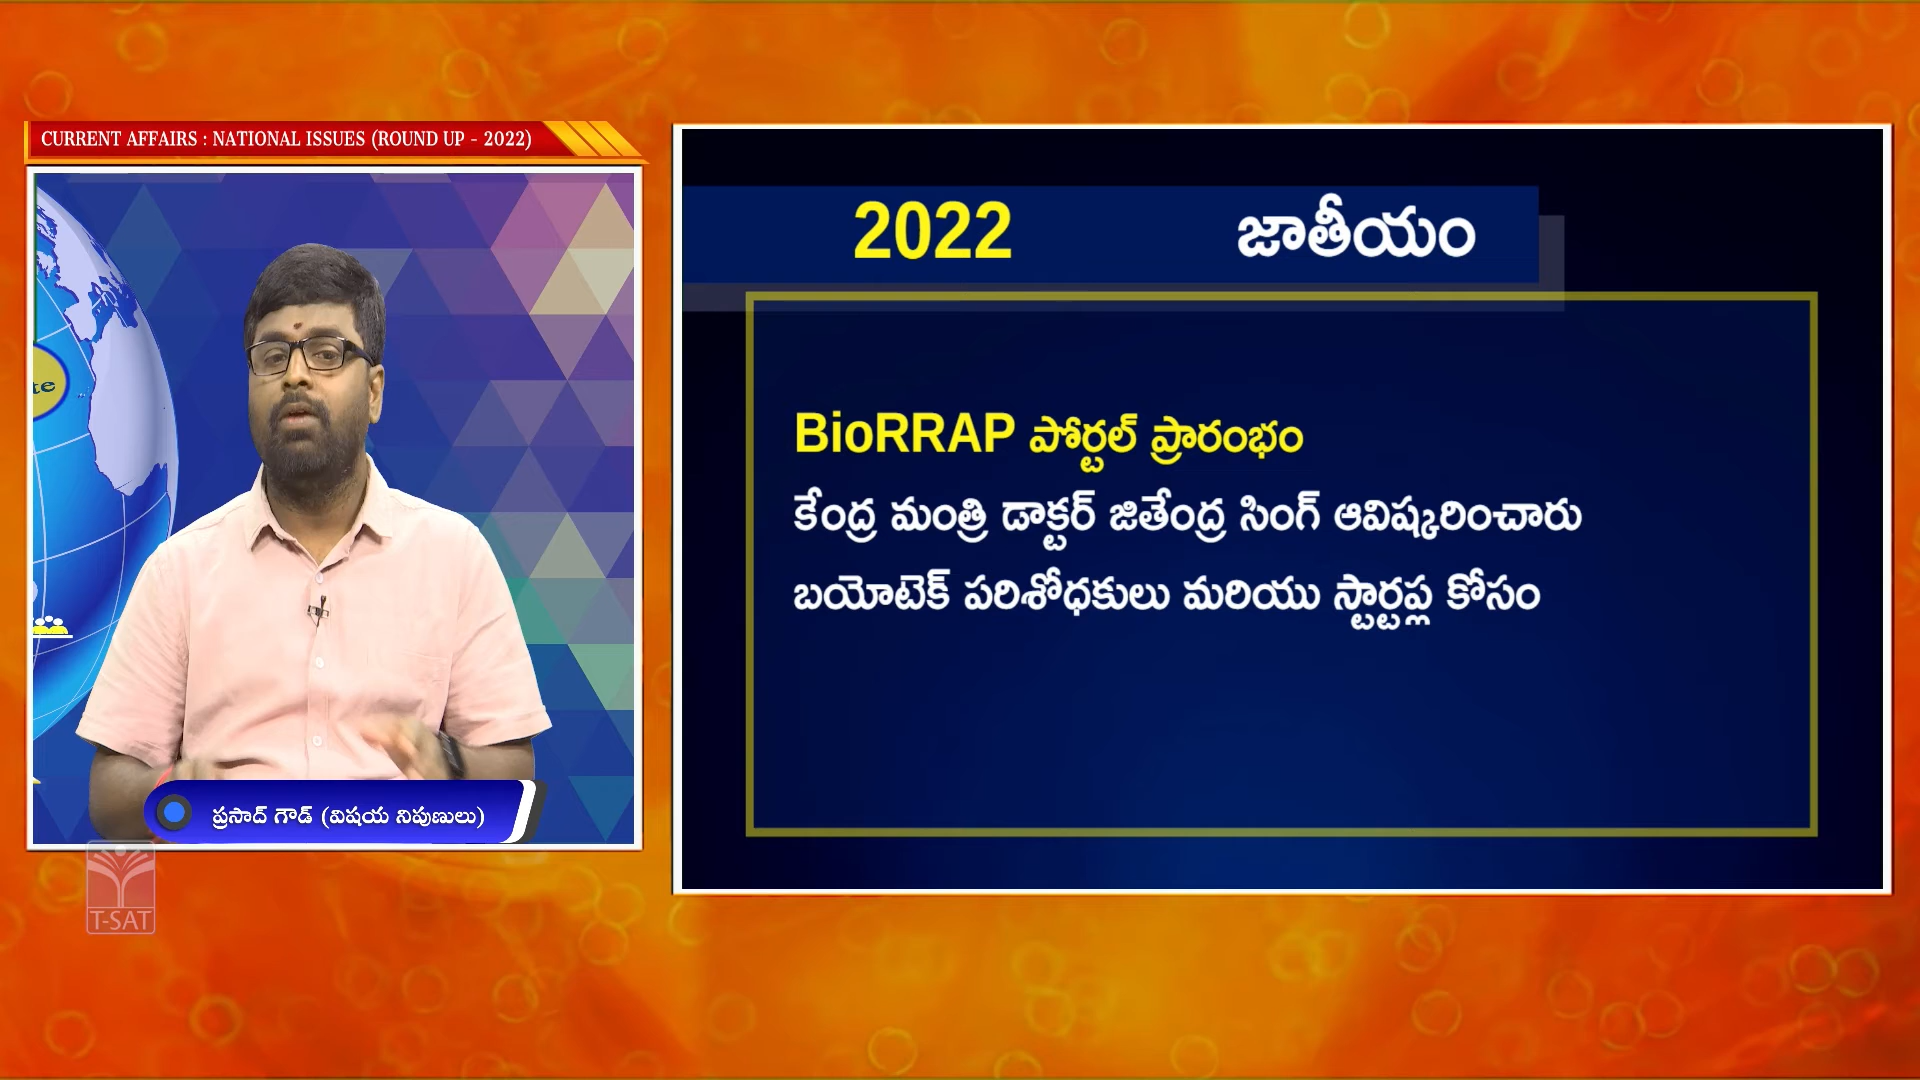 CURRENT AFFAIRS : NATIONAL ISSUES (ROUND UP - 2022)
2022 జాతీయం
te
BioRRAP పోర్టల్ ప్రారంభం
కేంద్ర మంత్రి డాక్టర్ జితేంద్ర సింగ్ ఆవిష్కరించారు
బయోటెక్ పరిశోధకులు మరియు స్టార్టప్ల కోసం
ప్రసాద్ గౌడ్ (విషయ నిపుణులు)
T-SAT